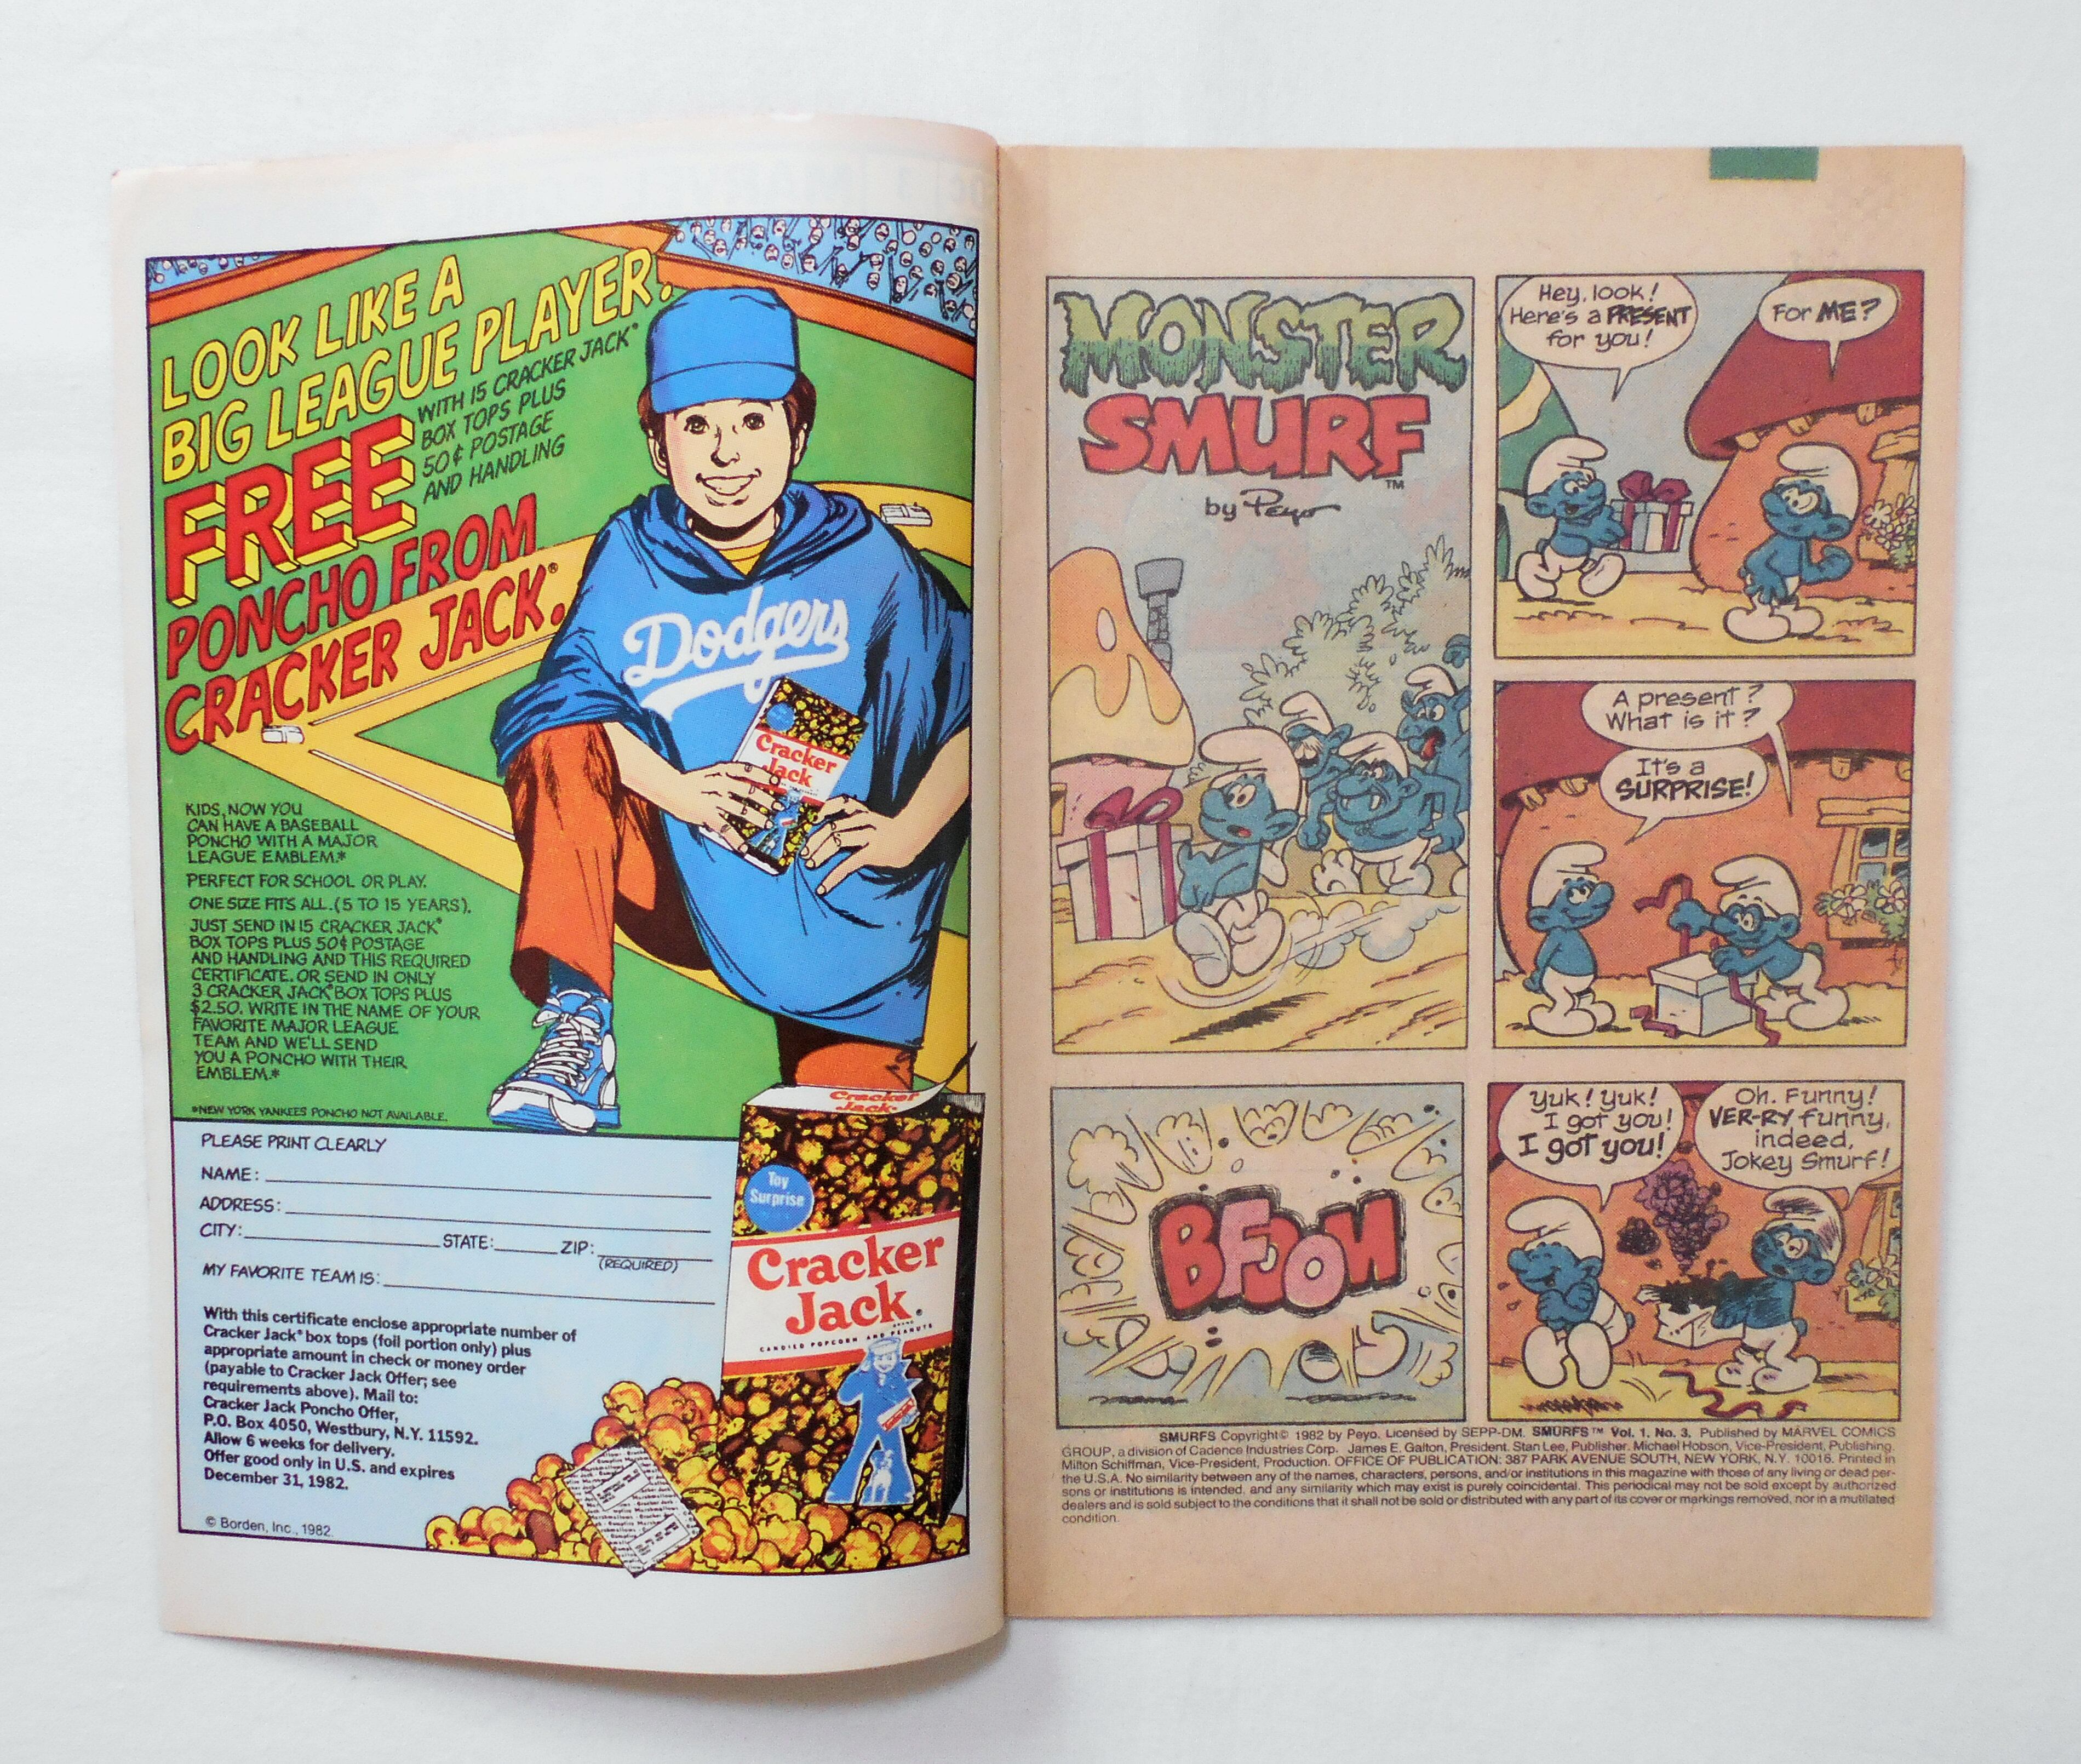 LOOK LIKE A
BIG LEAGUE PLAYER.
FREE
WITH 15 CRACKER JACK®
BOX TOPS PLUS
50¢ POSTAGE
AND HANDLING
PONCHO FROM
CRACKER JACK.®
Dodgers
Cracker
Jack
KIDS, NOW YOU
CAN HAVE A BASEBALL
PONCHO WITH A MAJOR
LEAGUE EMBLEM.*
PERFECT FOR SCHOOL OR PLAY.
ONE SIZE FITS ALL. (5 TO 15 YEARS).
JUST SEND IN 15 CRACKER JACK®
BOX TOPS PLUS 50¢ POSTAGE
AND HANDLING AND THIS REQUIRED
CERTIFICATE. OR SEND IN ONLY
3 CRACKER JACK® BOX TOPS PLUS
$2.50. WRITE IN THE NAME OF YOUR
FAVORITE MAJOR LEAGUE
TEAM AND WE'LL SEND
YOU A PONCHO WITH THEIR
EMBLEM.*
*NEW YORK YANKEES PONCHO NOT AVAILABLE.
PLEASE PRINT CLEARLY
NAME:
ADDRESS:
CITY: STATE: ZIP:
(REQUIRED)
MY FAVORITE TEAM IS:
With this certificate enclose appropriate number of
Cracker Jack® box tops (foil portion only) plus
appropriate amount in check or money order
(payable to Cracker Jack Offer; see
requirements above). Mail to:
Cracker Jack Poncho Offer,
P.O. Box 4050, Westbury, N.Y. 11592.
Allow 6 weeks for delivery.
Offer good only in U.S. and expires
December 31, 1982.
© Borden, Inc., 1982.
Cracker
Jack
Toy
Surprise
Cracker
Jack®
CANDIED POPCORN AND PEANUTS
MONSTER
SMURF™
by Peyo
Hey, look!
Here's a PRESENT
for you!
For ME?
A present?
What is it?
It's a
SURPRISE!
BFOOM
Yuk! Yuk!
I got you!
I got you!
Oh. Funny!
VER-RY funny,
indeed,
Jokey Smurf!
SMURFS Copyright © 1982 by Peyo. Licensed by SEPP-DM. SMURFS™ Vol. 1, No. 3. Published by MARVEL COMICS
GROUP, a division of Cadence Industries Corp. James E. Galton, President. Stan Lee, Publisher. Michael Hobson, Vice-President, Publishing.
Milton Schiffman, Vice-President, Production. OFFICE OF PUBLICATION: 387 PARK AVENUE SOUTH, NEW YORK, N.Y. 10016. Printed in
the U.S.A. No similarity between any of the names, characters, persons, and/or institutions in this magazine with those of any living or dead per-
sons or institutions is intended, and any similarity which may exist is purely coincidental. This periodical may not be sold except by authorized
dealers and is sold subject to the conditions that it shall not be sold or distributed with any part of its cover or markings removed, nor in a mutilated
condition.